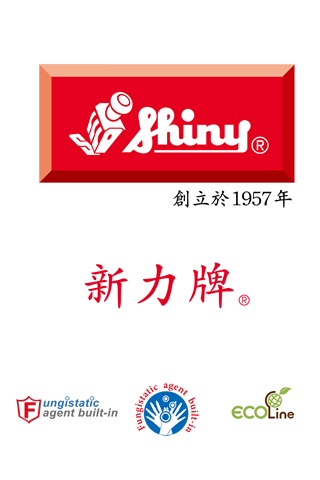 Shiny®
創立於1957年
新力牌®
Fungistatic
agent built-in
Fungistatic agent built-in
ecoLine